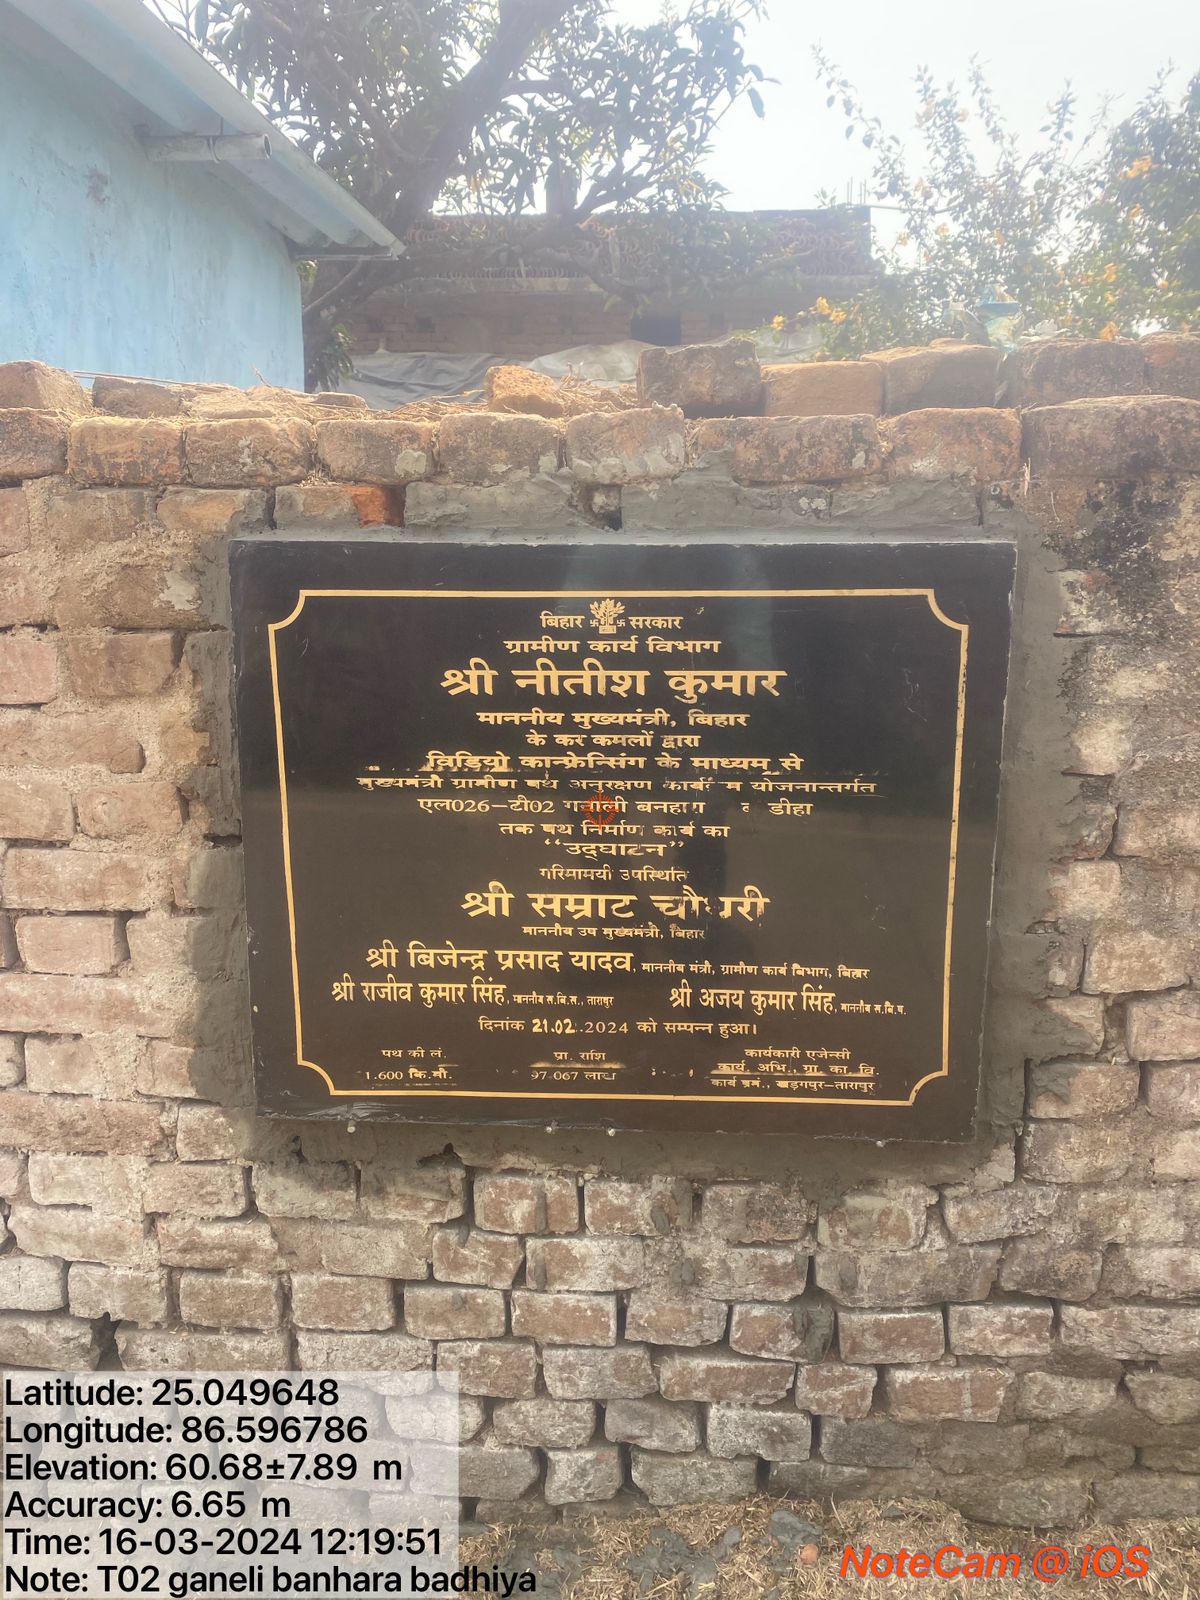 बिहार सरकार
ग्रामीण कार्य विभाग
श्री नीतीश कुमार
माननीय मुख्यमंत्री, बिहार
के कर कमलों द्वारा
विडियो कान्फ्रेन्सिंग के माध्यम से
मुख्यमंत्री ग्रामीण पथ अनुरक्षण योजनान्तर्गत
एल026-टी02 डीहा
तक पथ निर्माण कार्य का
“उद्घाटन”
गरिमामयी उपस्थिति
श्री सम्राट चौधरी
माननीय उप मुख्यमंत्री, बिहार
श्री बिजेन्द्र प्रसाद यादव, माननीय मंत्री, ग्रामीण कार्य विभाग, बिहार
श्री राजीव कुमार सिंह, माननीय स.वि.स., तारापुर श्री अजय कुमार सिंह, माननीय स.वि.प.
दिनांक 21.02.2024 को सम्पन्न हुआ।
पथ की लं. प्रा. राशि कार्यकारी एजेन्सी
1.600 कि.मी. 97.067 लाख कार्य. अभि., ग्रा. का. वि.
कार्य प्रमं., खड़गपुर-तारापुर
Latitude: 25.049648
Longitude: 86.596786
Elevation: 60.68±7.89 m
Accuracy: 6.65 m
Time: 16-03-2024 12:19:51
Note: T02 ganeli banhara badhiya
NoteCam @ iOS